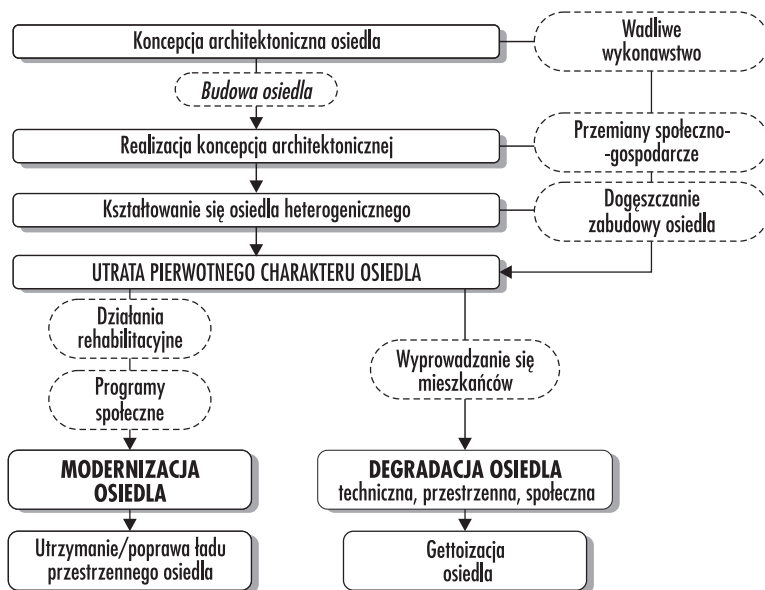 Koncepcja architektoniczna osiedla
Wadliwe
wykonawstwo
Budowa osiedla
Realizacja koncepcja architektonicznej
Przemiany społeczno-
-gospodarcze
Kształtowanie się osiedla heterogenicznego
Dogęszczanie
zabudowy osiedla
UTRATA PIERWOTNEGO CHARAKTERU OSIEDLA
Działania
rehabilitacyjne
Wyprowadzanie się
mieszkańców
Programy
społeczne
MODERNIZACJA
OSIEDLA
DEGRADACJA OSIEDLA
techniczna, przestrzenna, społeczna
Utrzymanie/poprawa ładu
przestrzennego osiedla
Gettoizacja
osiedla